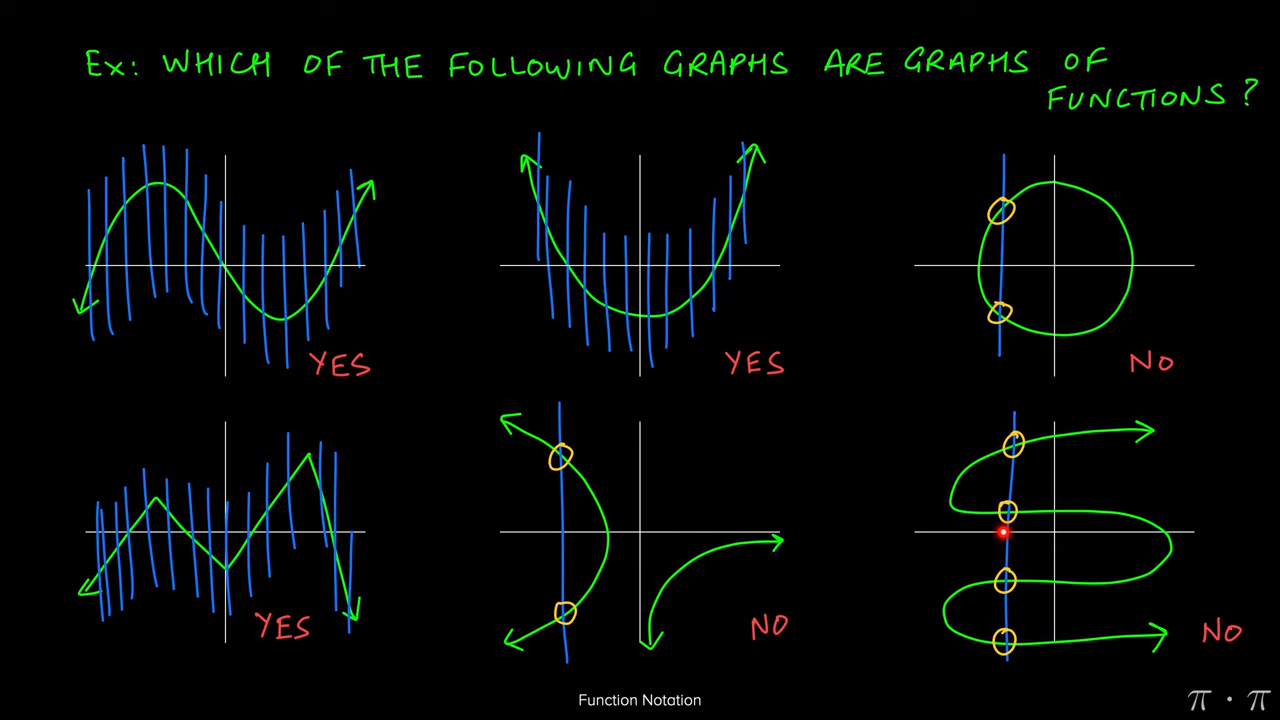 Ex: WHICH OF THE FOLLOWING GRAPHS ARE GRAPHS OF
FUNCTIONS?
YES
YES
NO
YES
NO
NO
Function Notation
π · π